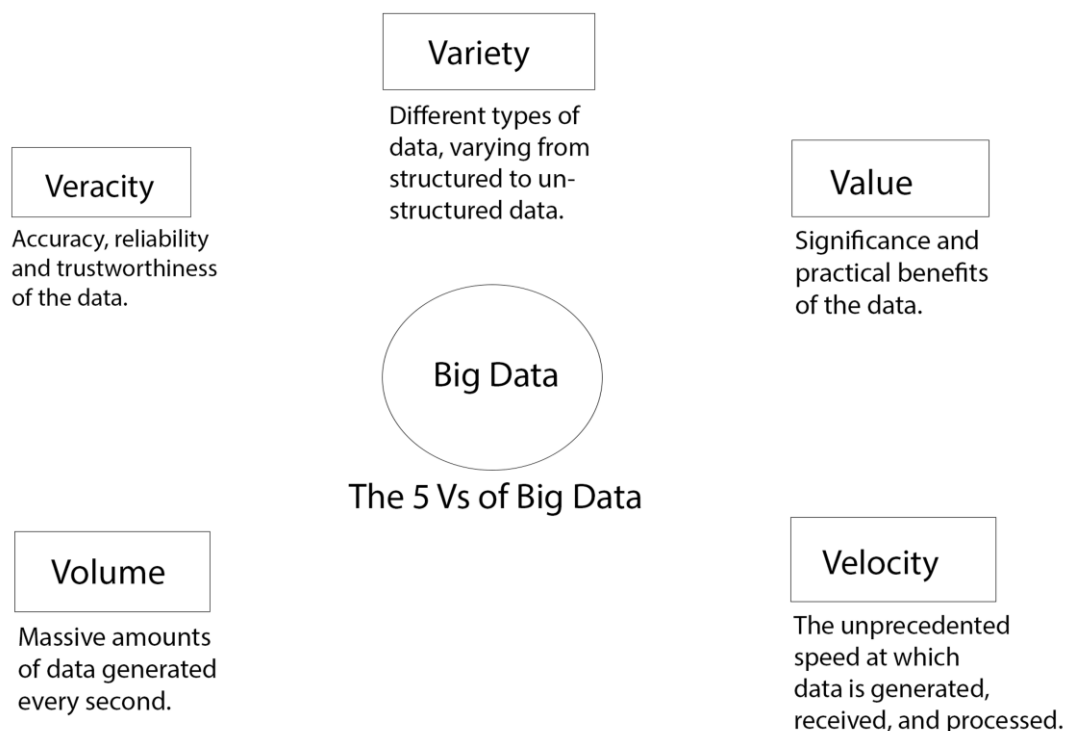 Variety
Different types of
data, varying from
structured to un-
structured data.
Veracity
Accuracy, reliability
and trustworthiness
of the data.
Value
Significance and
practical benefits
of the data.
Big Data
The 5 Vs of Big Data
Volume
Massive amounts
of data generated
every second.
Velocity
The unprecedented
speed at which
data is generated,
received, and processed.